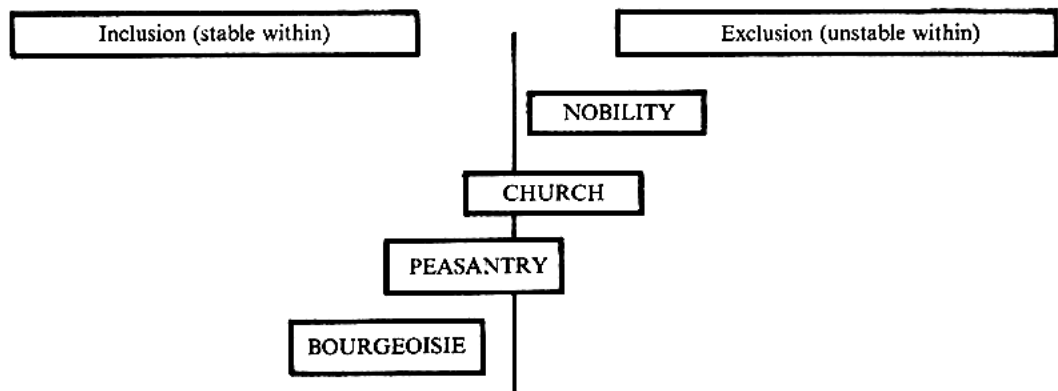 Inclusion (stable within)
Exclusion (unstable within)
NOBILITY
CHURCH
PEASANTRY
BOURGEOISIE